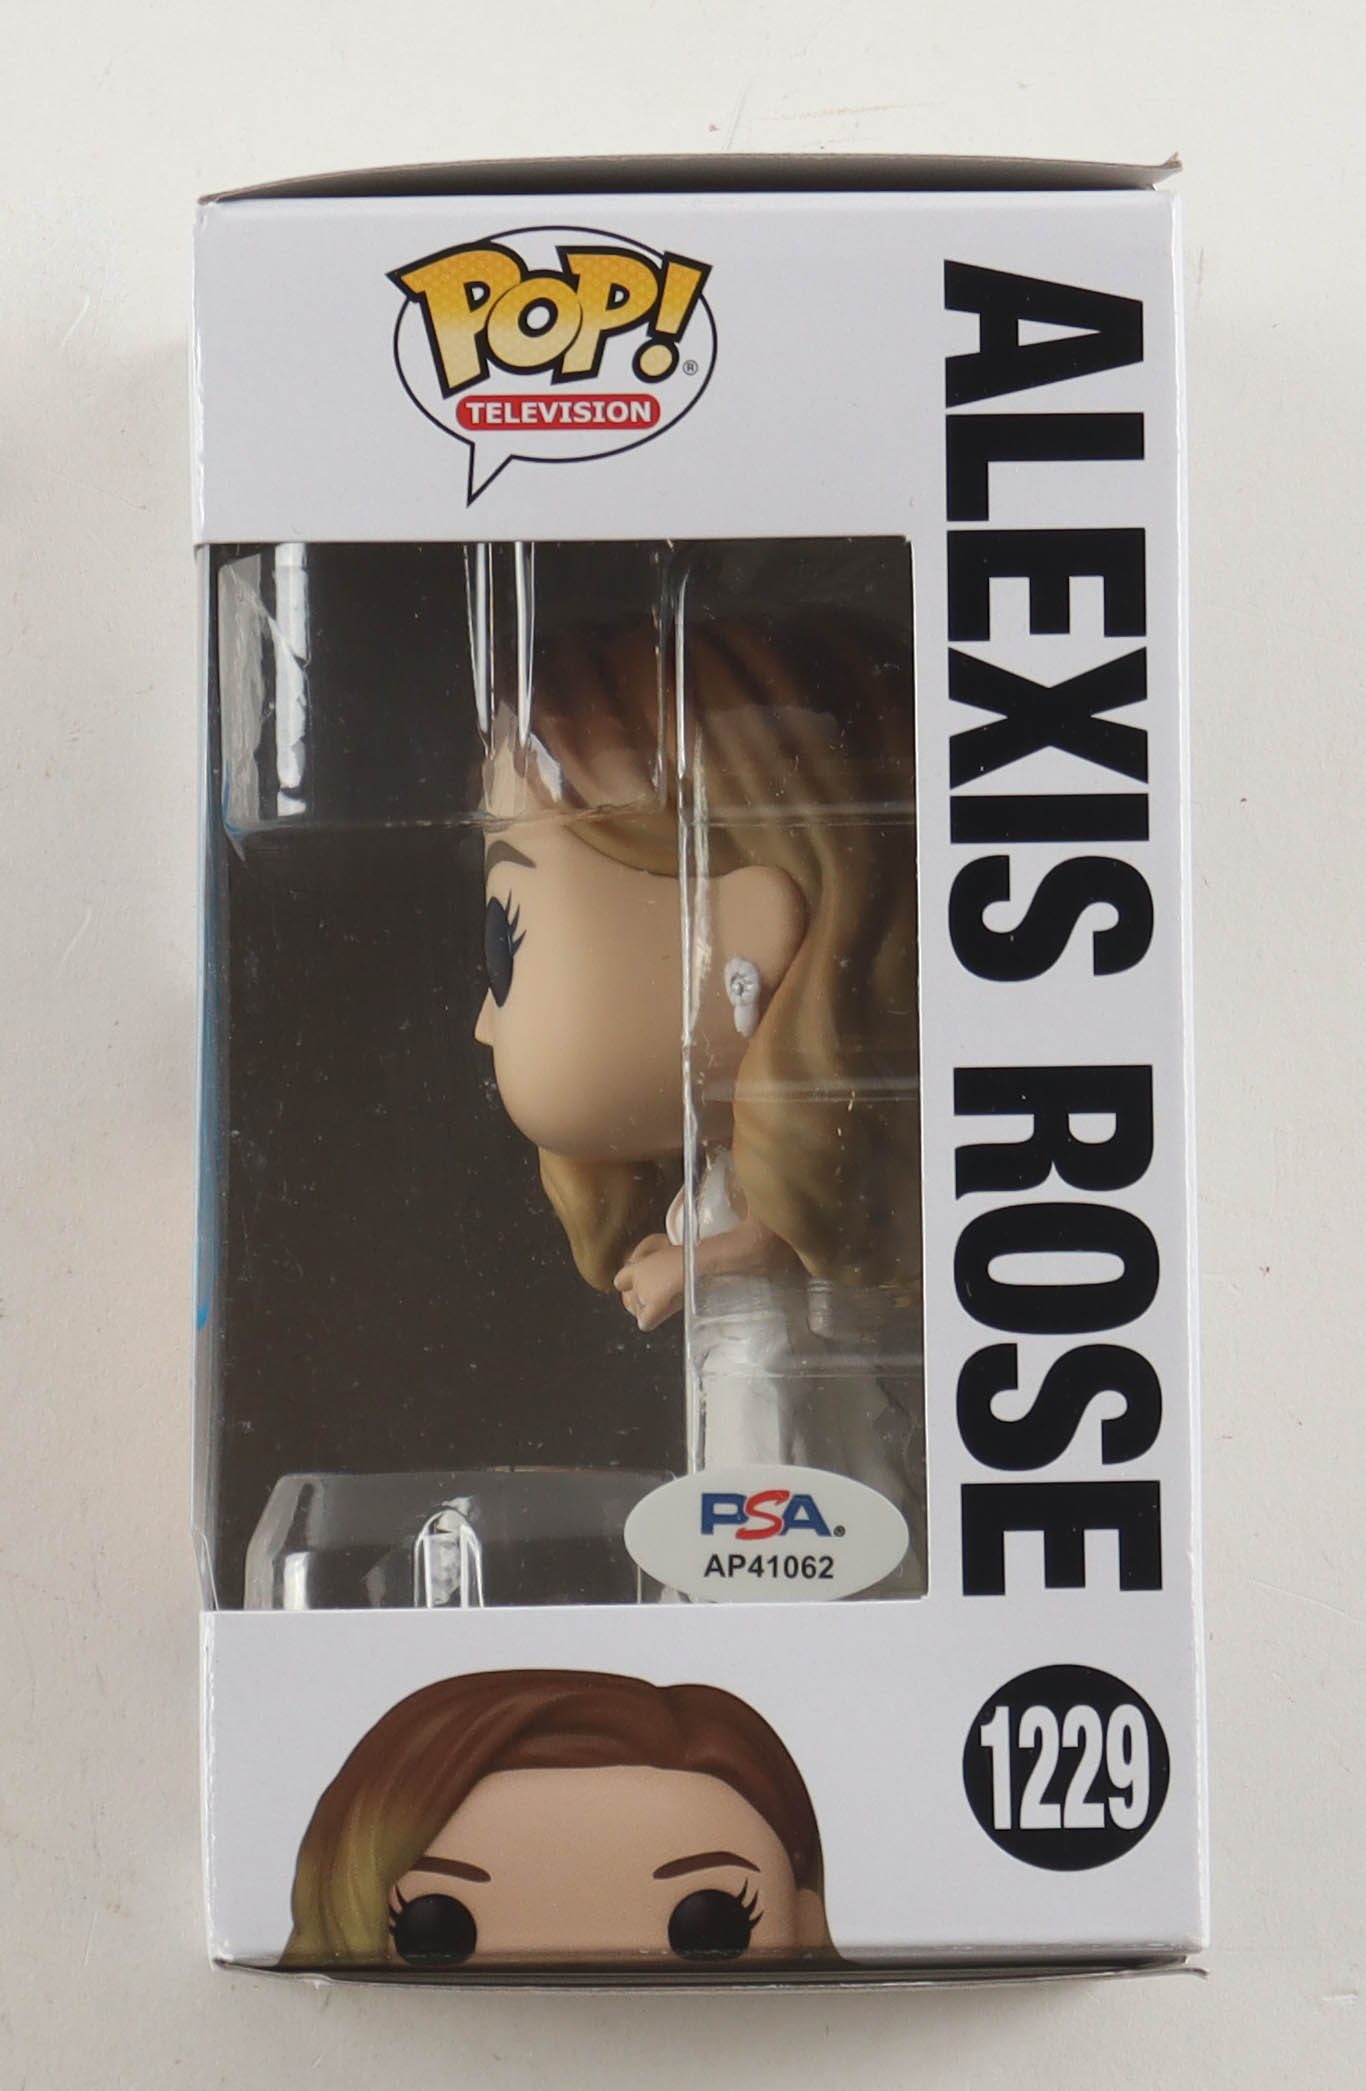 POP!®
TELEVISION
ALEXIS ROSE
PSA®
AP41062
1229